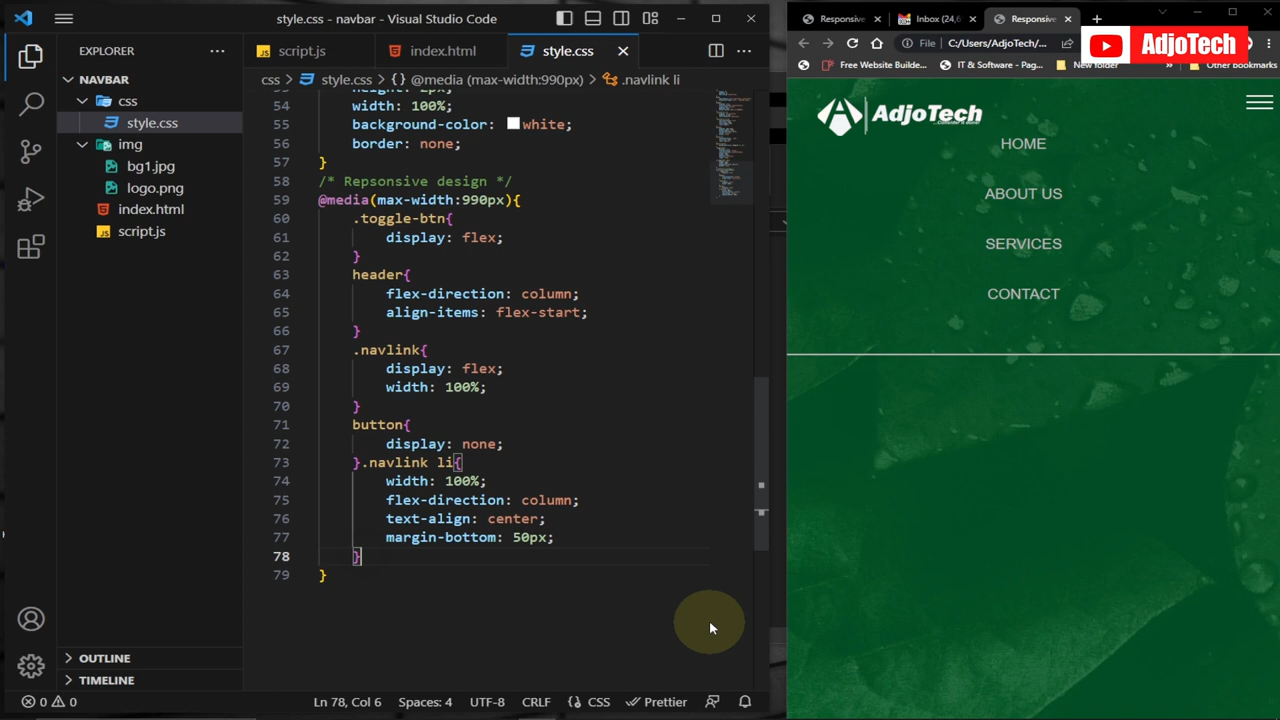 style.css - navbar - Visual Studio Code
EXPLORER
NAVBAR
css
style.css
img
bg1.jpg
logo.png
index.html
script.js
OUTLINE
TIMELINE
script.js
index.html
style.css
css > style.css > {} @media (max-width:990px) > .navlink li
54 width: 100%;
55 background-color: white;
56 border: none;
57 }
58 /* Repsonsive design */
59 @media(max-width:990px){
60 .toggle-btn{
61 display: flex;
62 }
63 header{
64 flex-direction: column;
65 align-items: flex-start;
66 }
67 .navlink{
68 display: flex;
69 width: 100%;
70 }
71 button{
72 display: none;
73 }.navlink li{
74 width: 100%;
75 flex-direction: column;
76 text-align: center;
77 margin-bottom: 50px;
78 }
79 }
0 0
Ln 78, Col 6 Spaces: 4 UTF-8 CRLF {} CSS Prettier
Responsive
Inbox (24,6
Responsive
File C:/Users/AdjoTech/...
Free Website Builde...
IT & Software - Pag...
New folder
Other bookmarks
AdjoTech
AdjoTech
HOME
ABOUT US
SERVICES
CONTACT